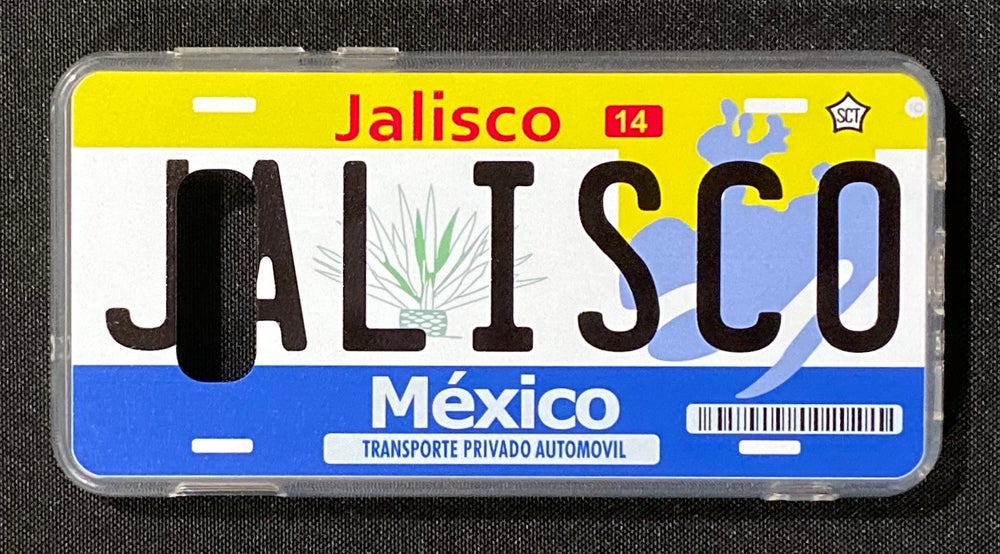 Jalisco 14 SCT
JALISCO
México
TRANSPORTE PRIVADO AUTOMOVIL